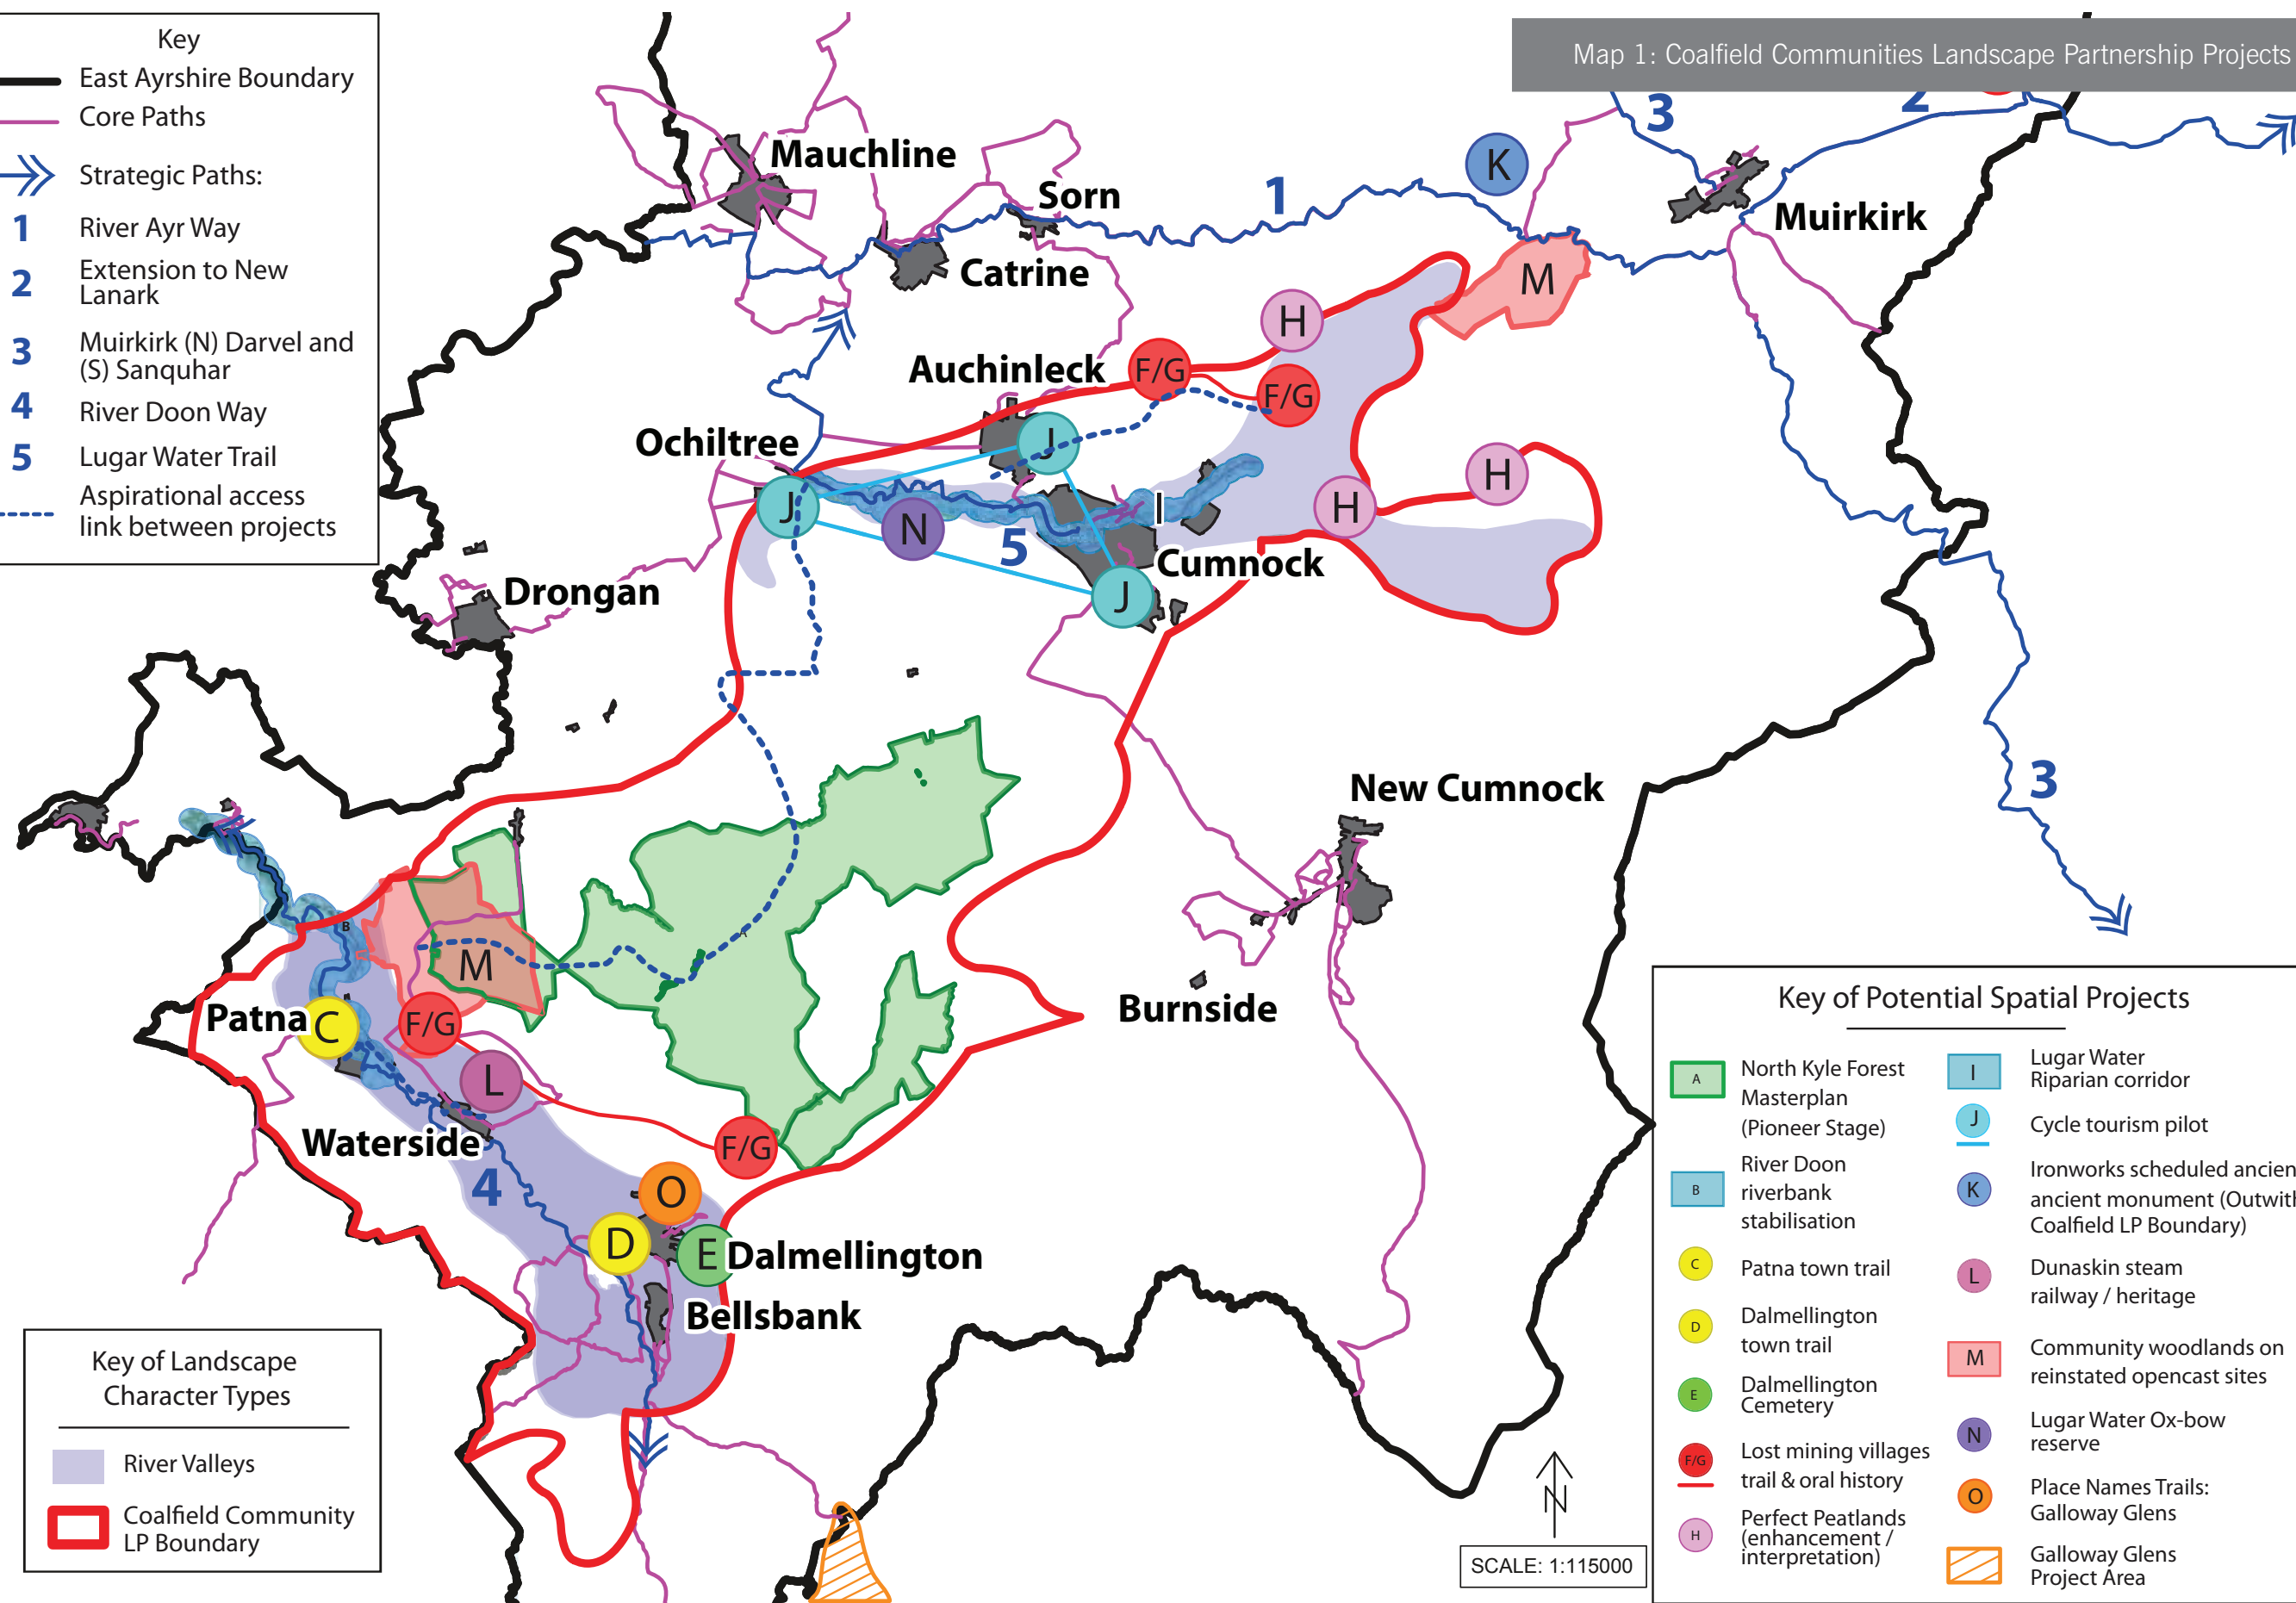 Map 1: Coalfield Communities Landscape Partnership Projects
Key
East Ayrshire Boundary
Core Paths
Strategic Paths:
1 River Ayr Way
2 Extension to New
Lanark
3 Muirkirk (N) Darvel and
(S) Sanquhar
4 River Doon Way
5 Lugar Water Trail
Aspirational access
link between projects
3
2
Mauchline
K
Sorn
1
Muirkirk
Catrine
M
H
Auchinleck
F/G
F/G
Ochiltree
J
H
J
N
I
H
5
Cumnock
Drongan
J
3
New Cumnock
B
A
M
Patna
C
F/G
Burnside
L
Waterside
F/G
4
O
D
E
Dalmellington
Bellsbank
Key of Landscape
Character Types
River Valleys
Coalfield Community
LP Boundary
N
SCALE: 1:115000
Key of Potential Spatial Projects
A North Kyle Forest
Masterplan
(Pioneer Stage)
B River Doon
riverbank
stabilisation
C Patna town trail
D Dalmellington
town trail
E Dalmellington
Cemetery
F/G Lost mining villages
trail & oral history
H Perfect Peatlands
(enhancement /
interpretation)
I Lugar Water
Riparian corridor
J Cycle tourism pilot
K Ironworks scheduled ancien
ancient monument (Outwith
Coalfield LP Boundary)
L Dunaskin steam
railway / heritage
M Community woodlands on
reinstated opencast sites
N Lugar Water Ox-bow
reserve
O Place Names Trails:
Galloway Glens
Galloway Glens
Project Area